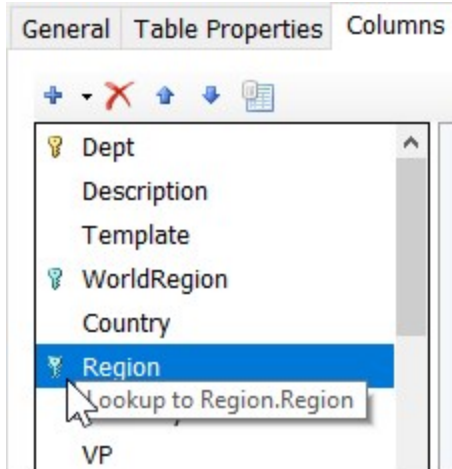 General Table Properties Columns
Dept
Description
Template
WorldRegion
Country
Region
Lookup to Region.Region
VP